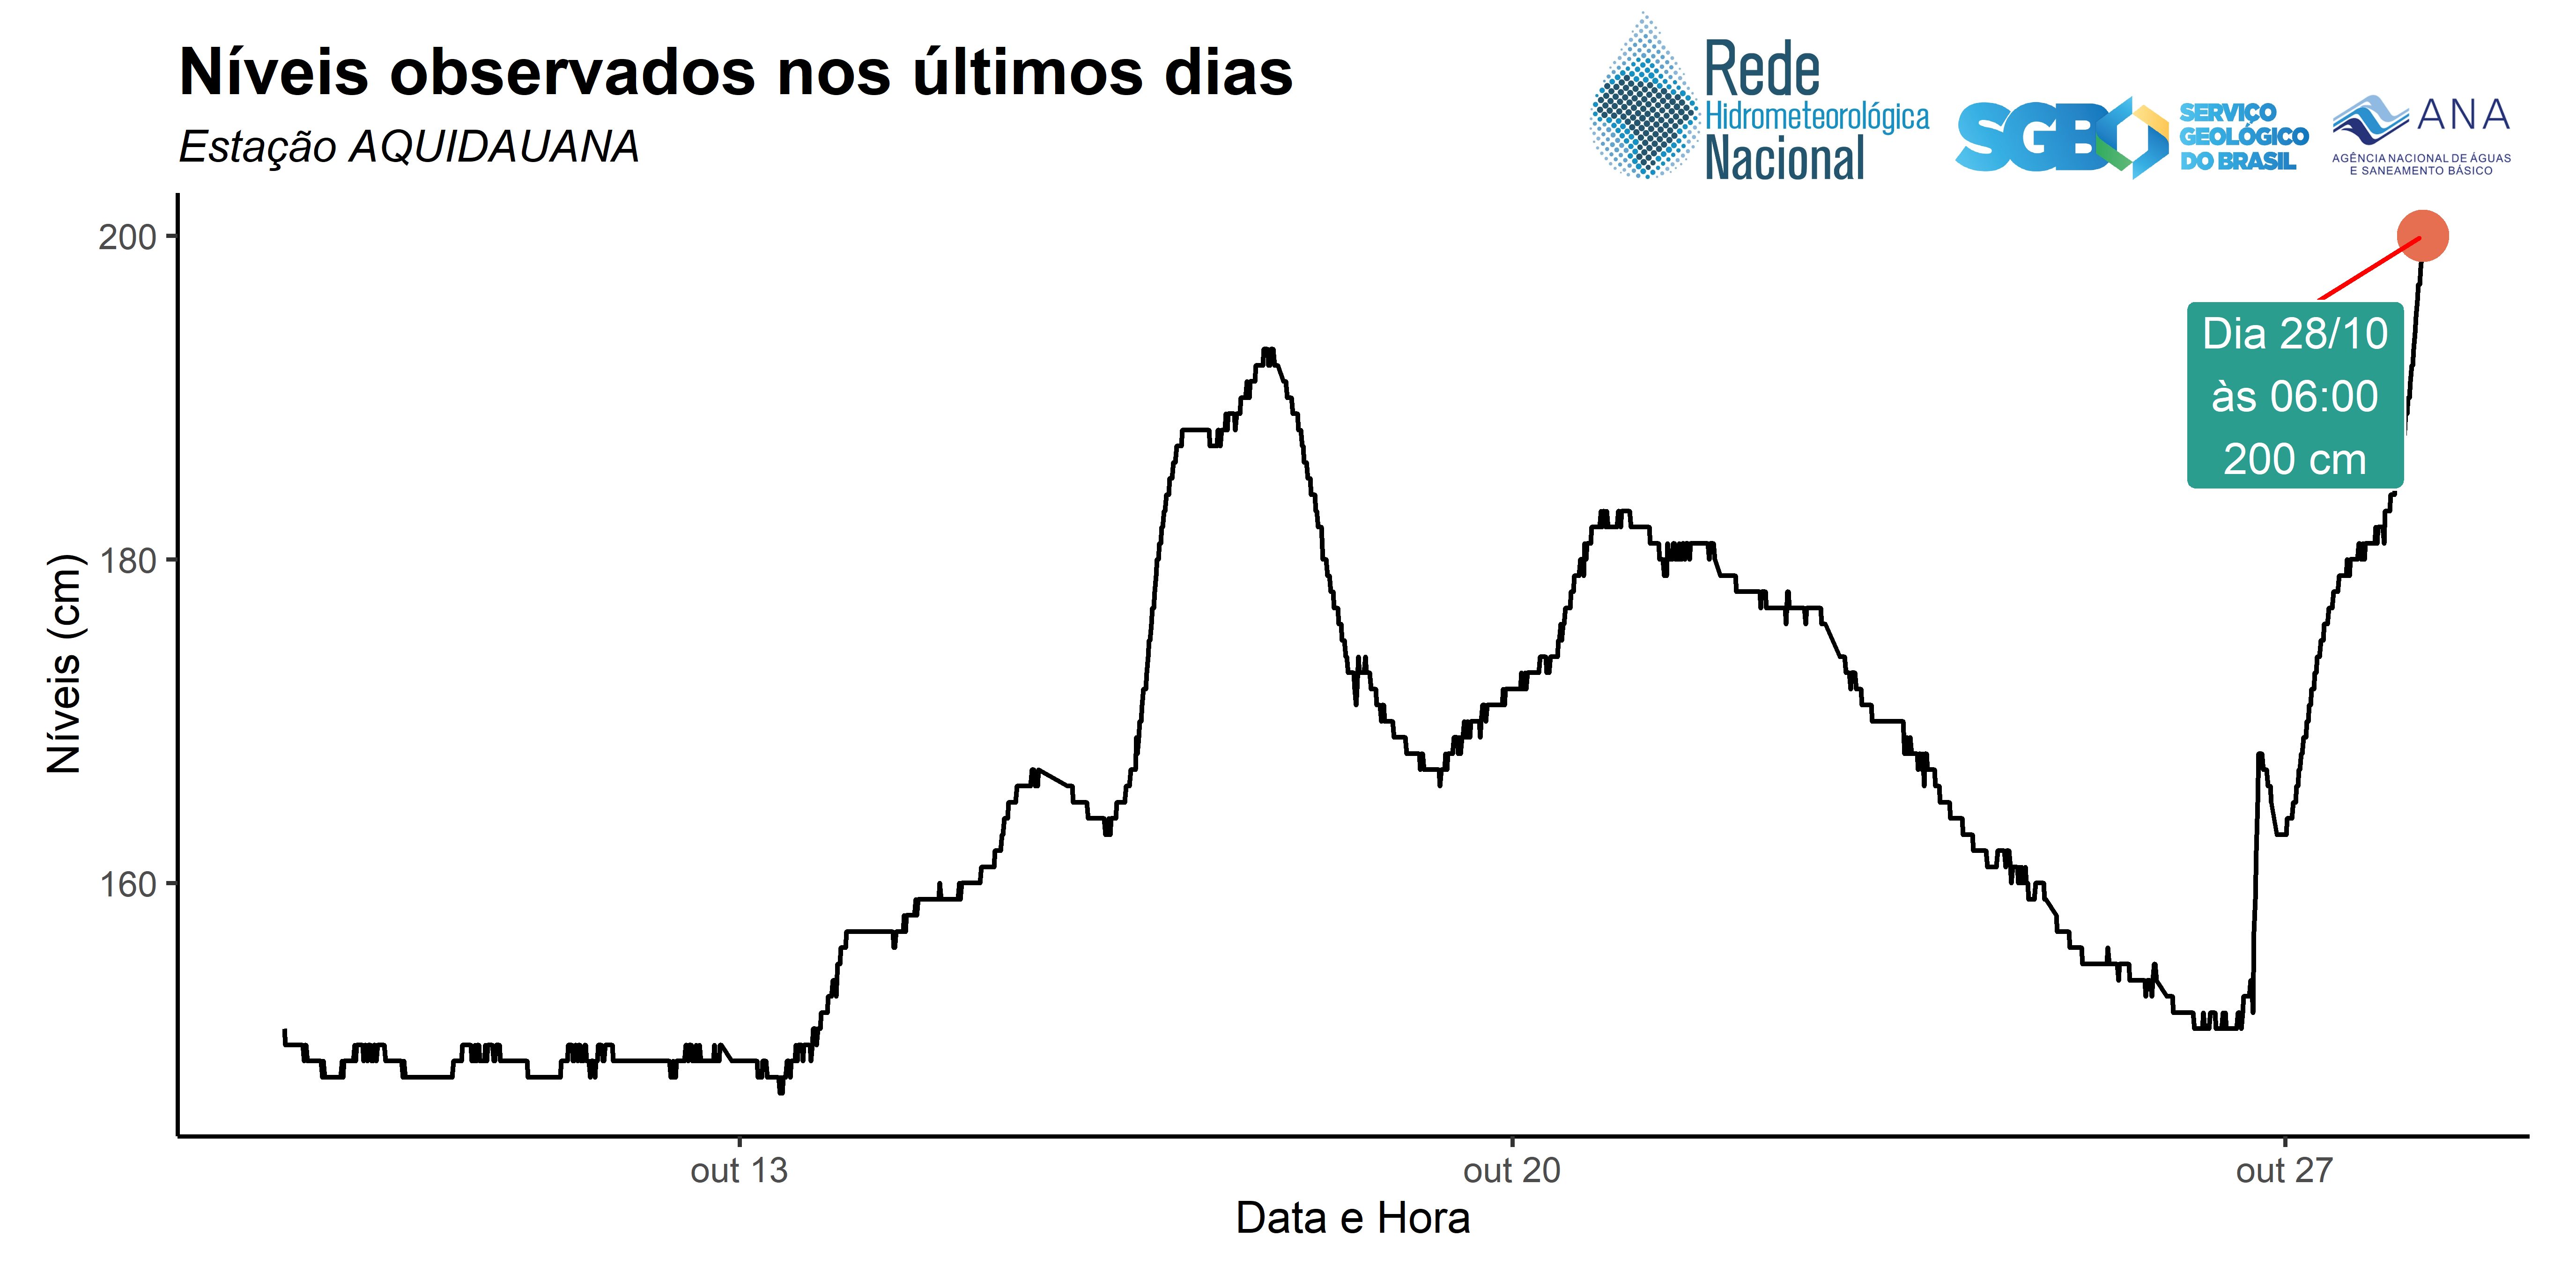 Níveis observados nos últimos dias
Estação AQUIDAUANA
Rede
Hidrometeorológica
Nacional
SGB
SERVIÇO
GEOLÓGICO
DO BRASIL
ANA
AGÊNCIA NACIONAL DE ÁGUAS
E SANEAMENTO BÁSICO
Níveis (cm)
200
180
160
Dia 28/10
às 06:00
200 cm
out 13
out 20
out 27
Data e Hora